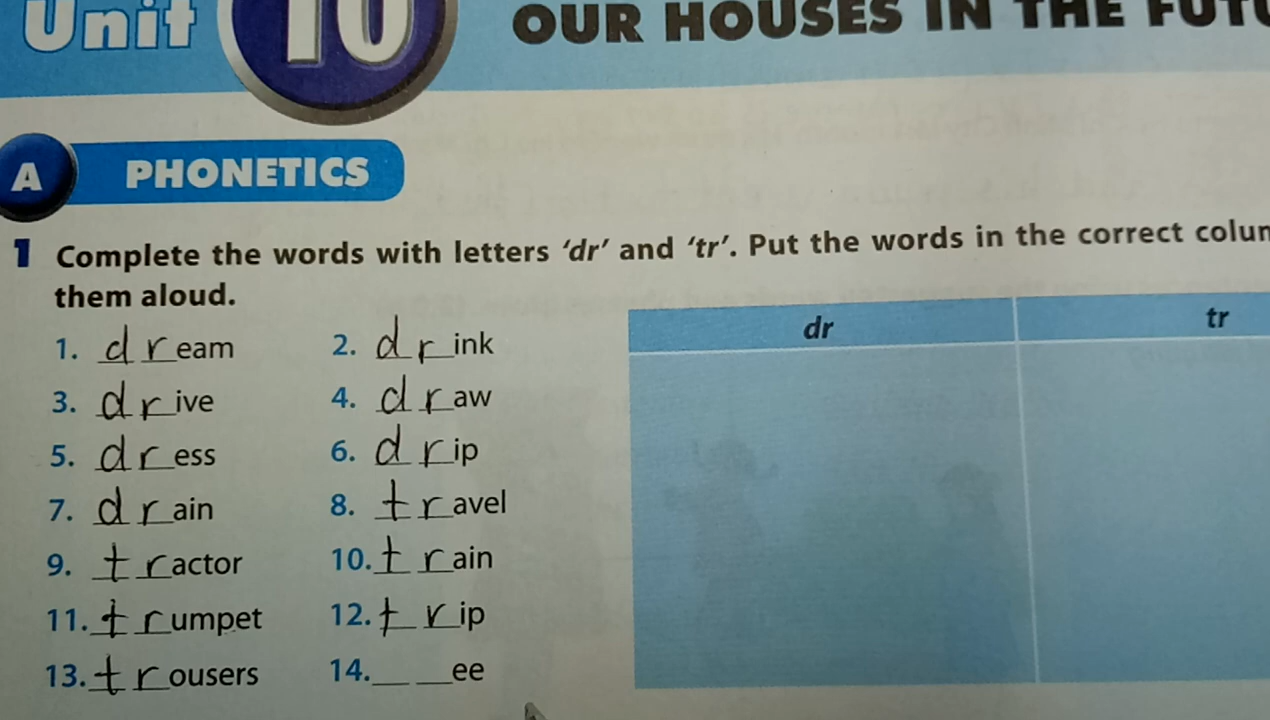 Unit 10 OUR HOUSES IN THE
A PHONETICS
1 Complete the words with letters ‘dr’ and ‘tr’. Put the words in the correct
them aloud.
dr tr
1. dream 2. drink
3. drive 4. draw
5. dress 6. drip
7. drain 8. travel
9. tractor 10. train
11. trumpet 12. trip
13. trousers 14. __ __ee